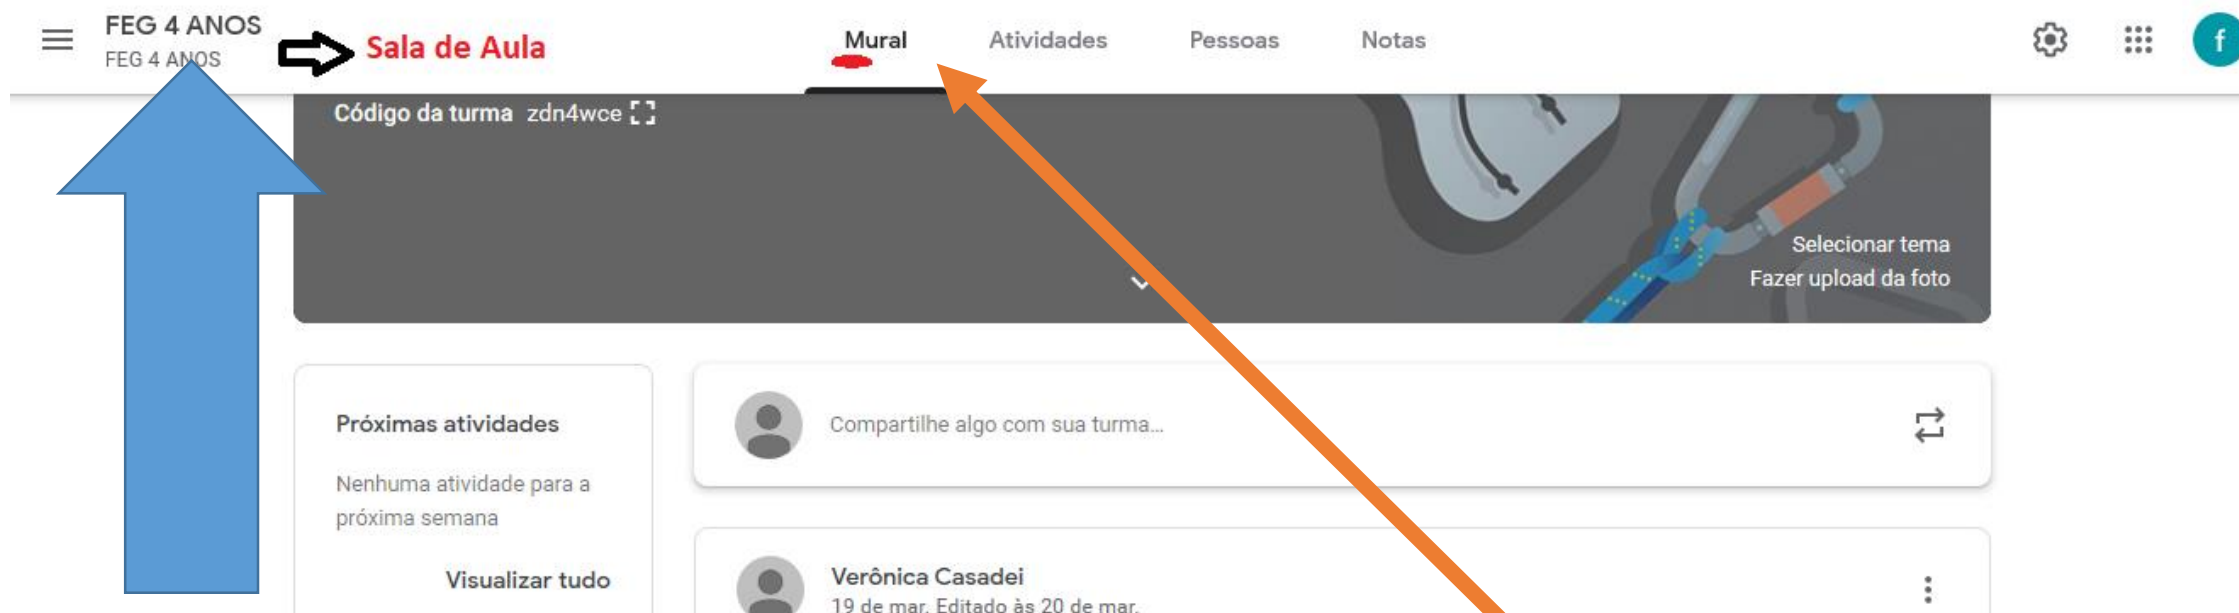 FEG 4 ANOS
FEG 4 ANOS
Sala de Aula
Mural
Atividades
Pessoas
Notas
f
Código da turma zdn4wce
Selecionar tema
Fazer upload da foto
Próximas atividades
Nenhuma atividade para a
próxima semana
Visualizar tudo
Compartilhe algo com sua turma...
Verônica Casadei
19 de mar. Editado às 20 de mar.